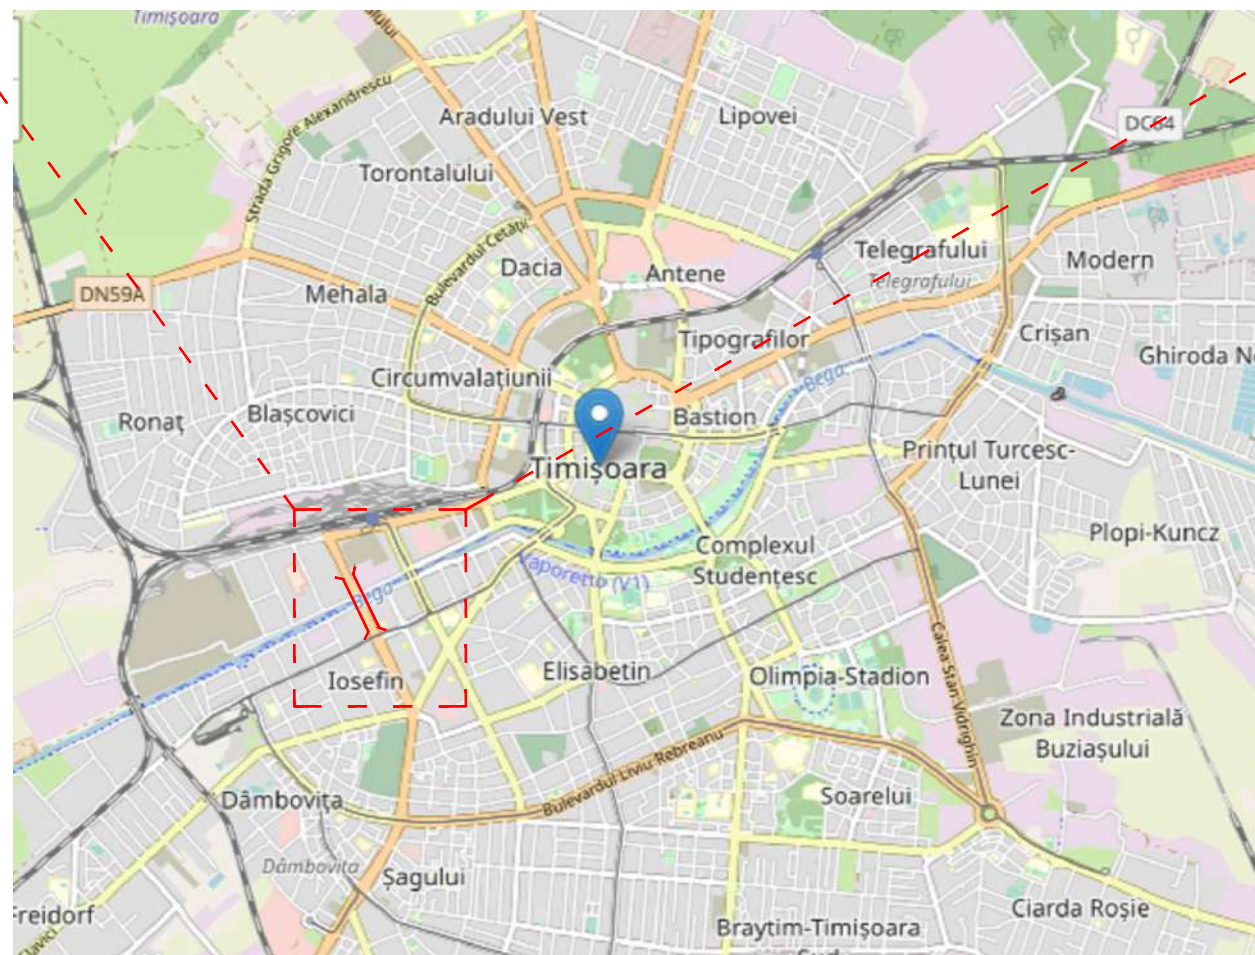 Timișoara
Strada Grigore Alexandrescu
Aradului Vest
Lipovei
DC64
Torontalului
Bulevardul Cetății
Dacia
Antene
Telegrafului
Telegrafului
Modern
DN59A
Mehala
Tipografilor
Crișan
Circumvalațiunii
Bega
Ronaț
Blașcovici
Bastion
Timișoara
Prințul Turcesc-
Lunei
Plopi-Kuncz
Complexul
Studențesc
Vaporetto (V1)
Bega
Iosefin
Elisabetin
Olimpia-Stadion
Calea Stan Vidrighin
Zona Industrială
Buziașului
Bulevardul Liviu Rebreanu
Dâmbovița
Soarelui
Dâmbovița
Șagului
Freidorf
Ciarda Roșie
Braytim-Timișoara